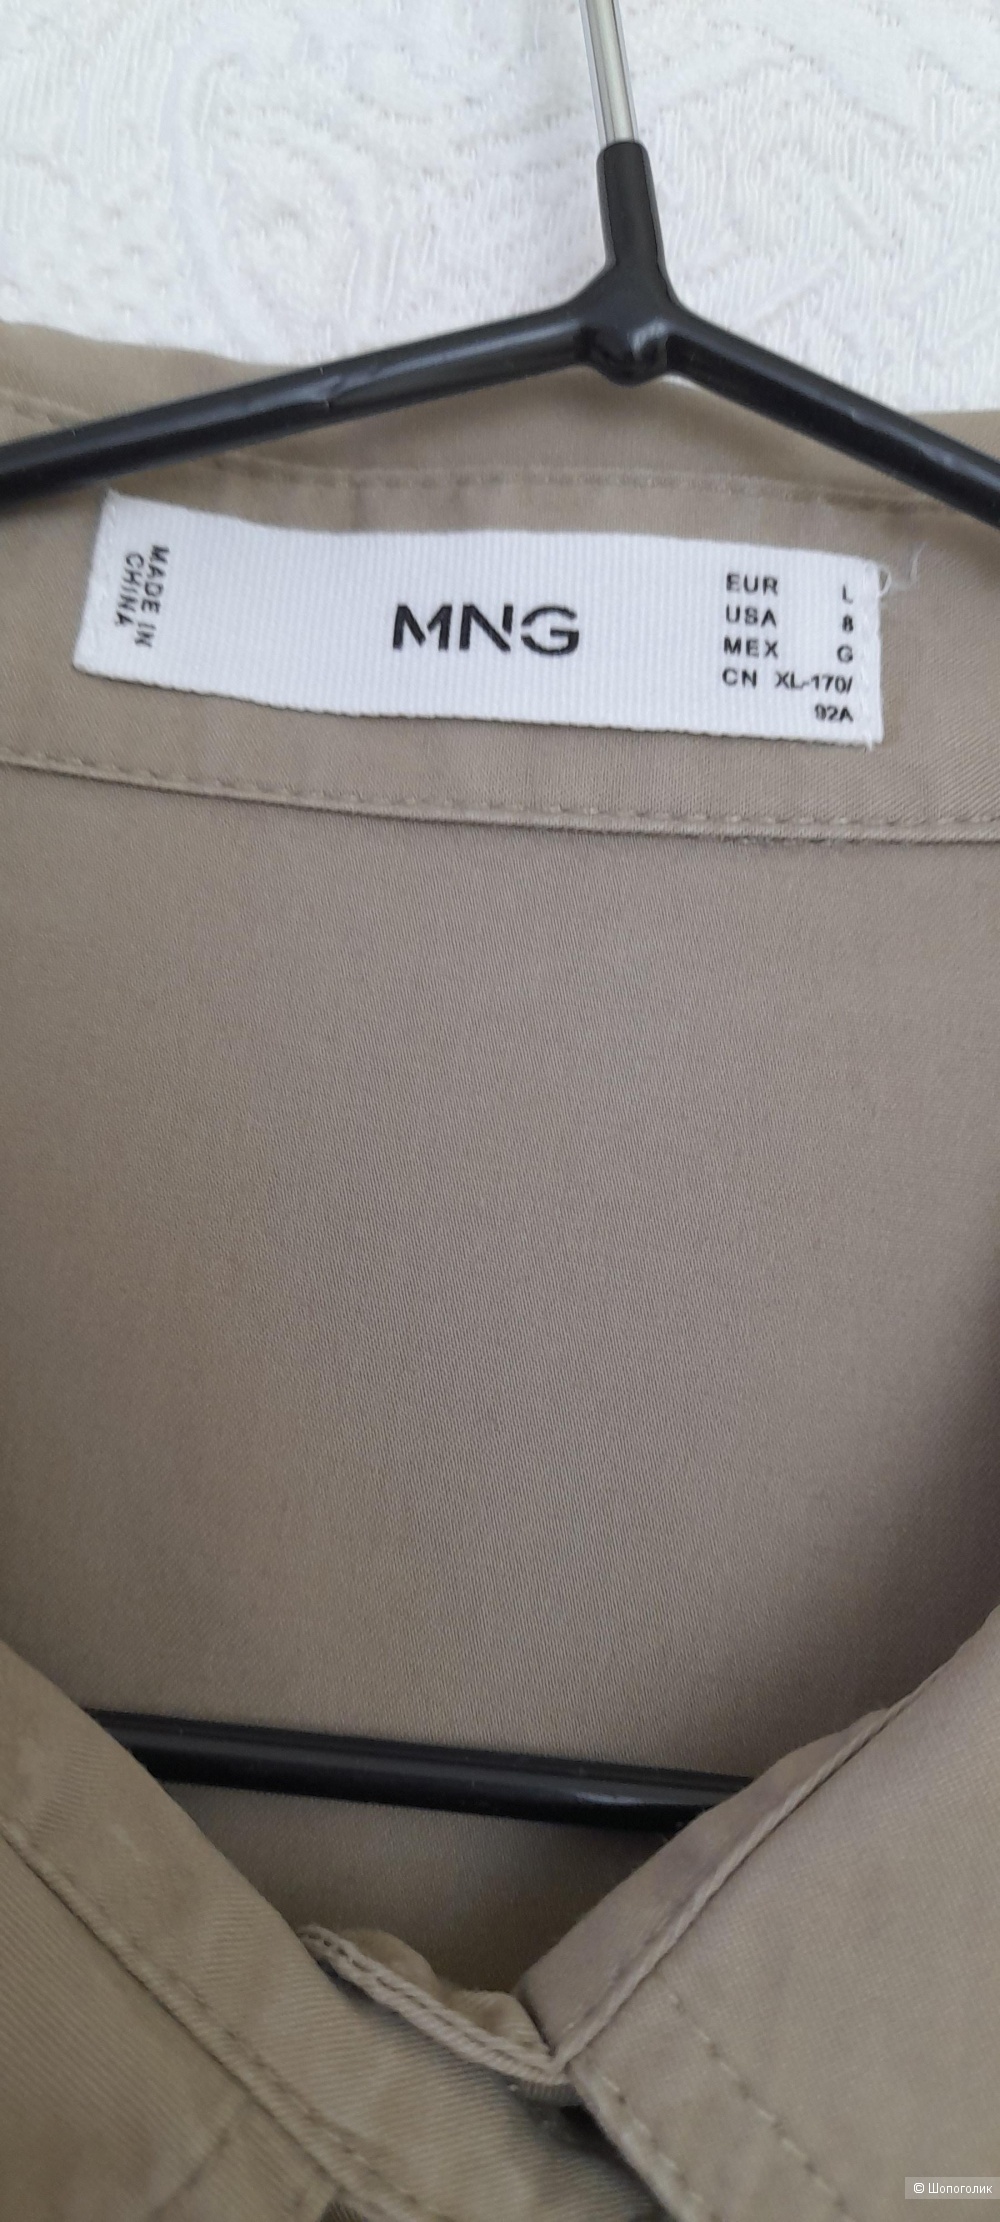 MADE IN
CHINA
MNG
EUR L
USA 8
MEX G
CN XL-170/
92A
© Шопоголик